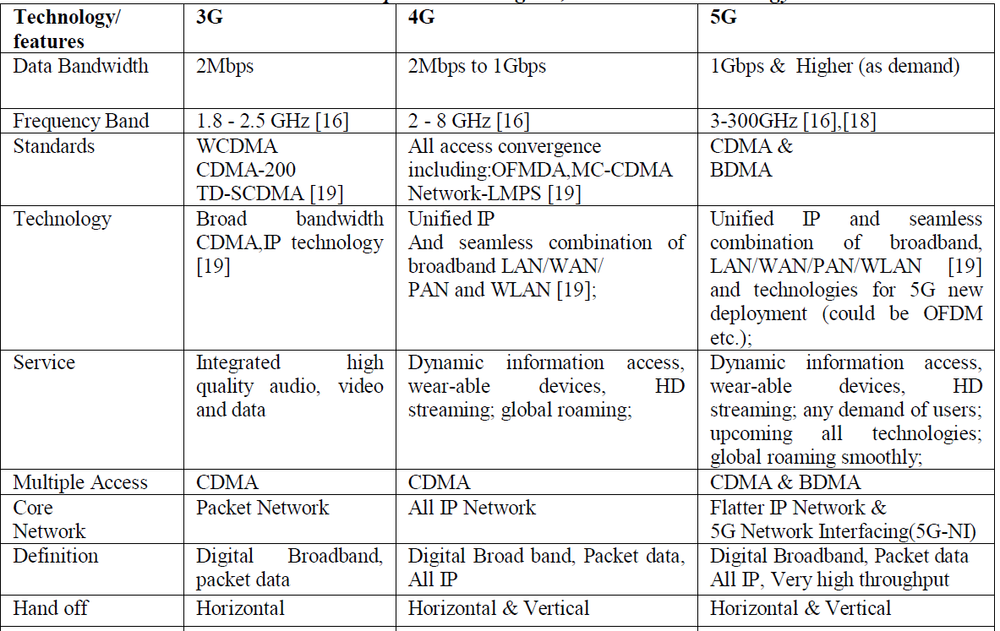 Technology/
features
3G
4G
5G
Data Bandwidth
2Mbps
2Mbps to 1Gbps
1Gbps & Higher (as demand)
Frequency Band
1.8 - 2.5 GHz [16]
2 - 8 GHz [16]
3-300GHz [16],[18]
Standards
WCDMA
CDMA-200
TD-SCDMA [19]
All access convergence
including:OFMDA,MC-CDMA
Network-LMPS [19]
CDMA &
BDMA
Technology
Broad bandwidth
CDMA,IP technology
[19]
Unified IP
And seamless combination of
broadband LAN/WAN/
PAN and WLAN [19];
Unified IP and seamless
combination of broadband,
LAN/WAN/PAN/WLAN [19]
and technologies for 5G new
deployment (could be OFDM
etc.);
Service
Integrated high
quality audio, video
and data
Dynamic information access,
wear-able devices, HD
streaming; global roaming;
Dynamic information access,
wear-able devices, HD
streaming; any demand of users;
upcoming all technologies;
global roaming smoothly;
Multiple Access
CDMA
CDMA
CDMA & BDMA
Core
Network
Packet Network
All IP Network
Flatter IP Network &
5G Network Interfacing(5G-NI)
Definition
Digital Broadband,
packet data
Digital Broad band, Packet data,
All IP
Digital Broadband, Packet data
All IP, Very high throughput
Hand off
Horizontal
Horizontal & Vertical
Horizontal & Vertical